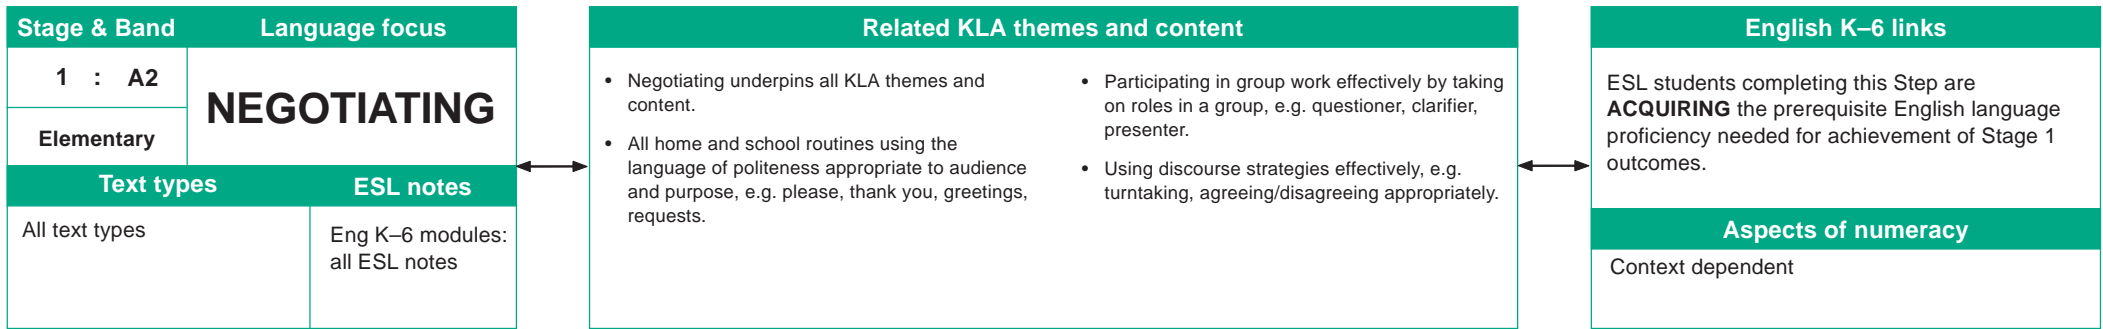 Stage & Band
Language focus
1 : A2
Elementary
NEGOTIATING
Text types
ESL notes
All text types
Eng K–6 modules:
all ESL notes
Related KLA themes and content
• Negotiating underpins all KLA themes and
content.
• All home and school routines using the
language of politeness appropriate to audience
and purpose, e.g. please, thank you, greetings,
requests.
• Participating in group work effectively by taking
on roles in a group, e.g. questioner, clarifier,
presenter.
• Using discourse strategies effectively, e.g.
turntaking, agreeing/disagreeing appropriately.
English K–6 links
ESL students completing this Step are
ACQUIRING the prerequisite English language
proficiency needed for achievement of Stage 1
outcomes.
Aspects of numeracy
Context dependent